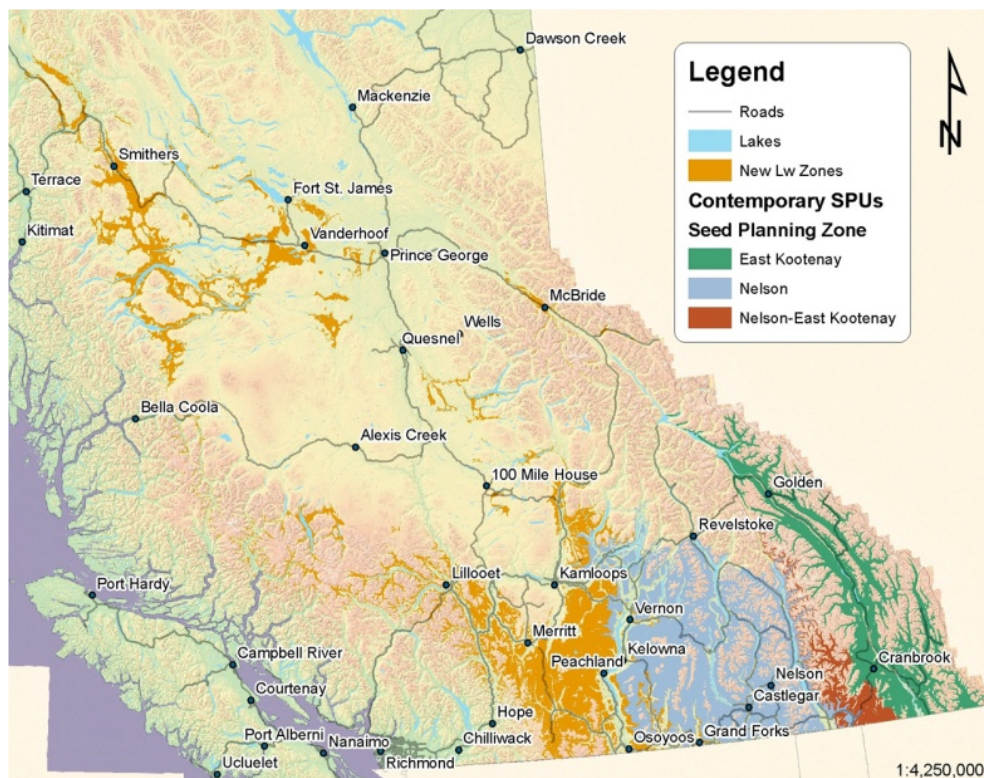 Dawson Creek
Mackenzie
Smithers
Terrace
Fort St. James
Kitimat
Vanderhoof
Prince George
McBride
Wells
Quesnel
Bella Coola
Alexis Creek
100 Mile House
Golden
Revelstoke
Port Hardy
Lillooet
Kamloops
Vernon
Merritt
Campbell River
Kelowna
Peachland
Cranbrook
Nelson
Courtenay
Castlegar
Hope
Port Alberni
Nanaimo
Chilliwack
Osoyoos
Grand Forks
Ucluelet
Richmond
Legend
Roads
Lakes
New Lw Zones
Contemporary SPUs
Seed Planning Zone
East Kootenay
Nelson
Nelson-East Kootenay
N
1:4,250,000